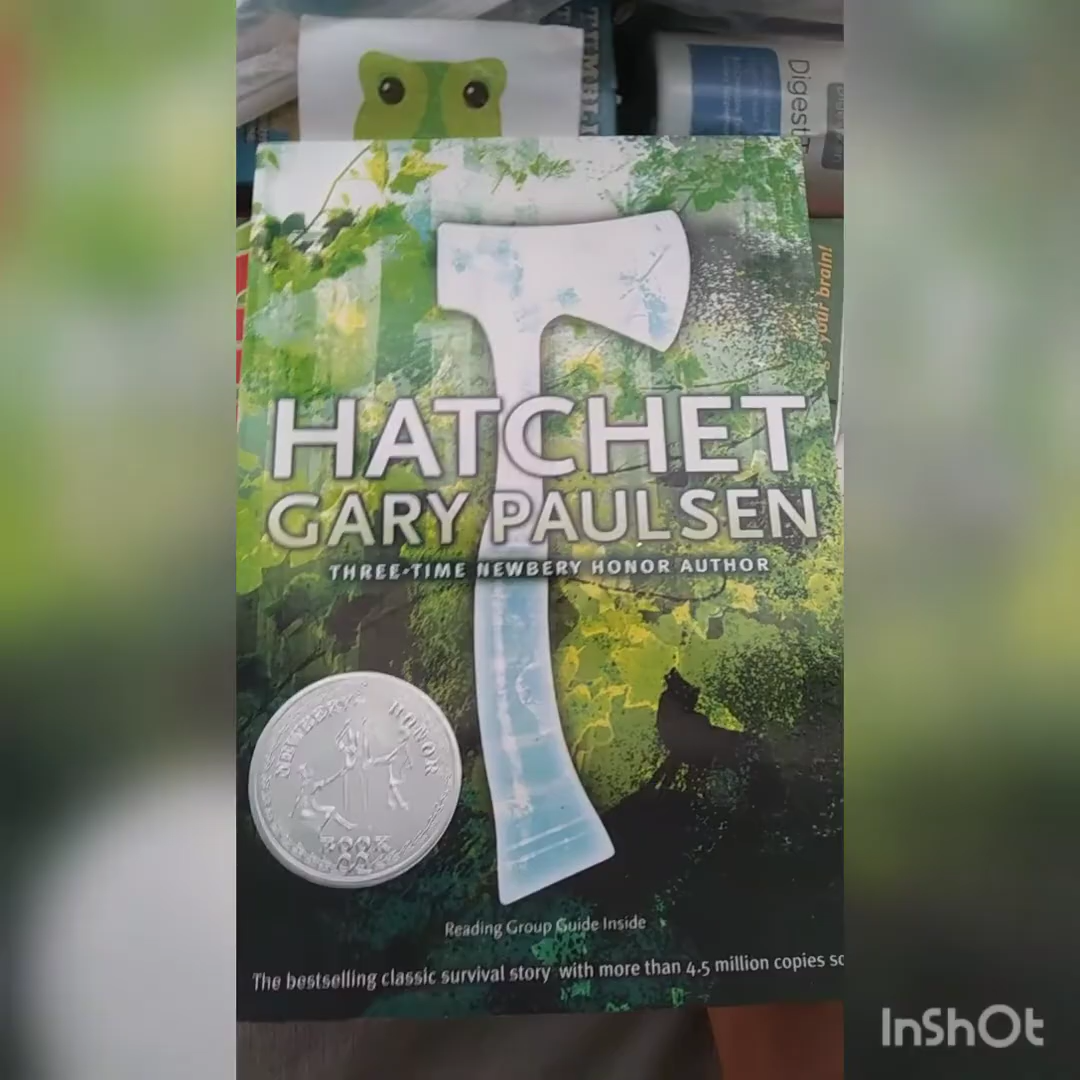 Digest
your brain!
HATCHET
GARY PAULSEN
THREE-TIME NEWBERY HONOR AUTHOR
NEWBERY HONOR
BOOK
Reading Group Guide Inside
The bestselling classic survival story with more than 4.5 million copies
InShOt